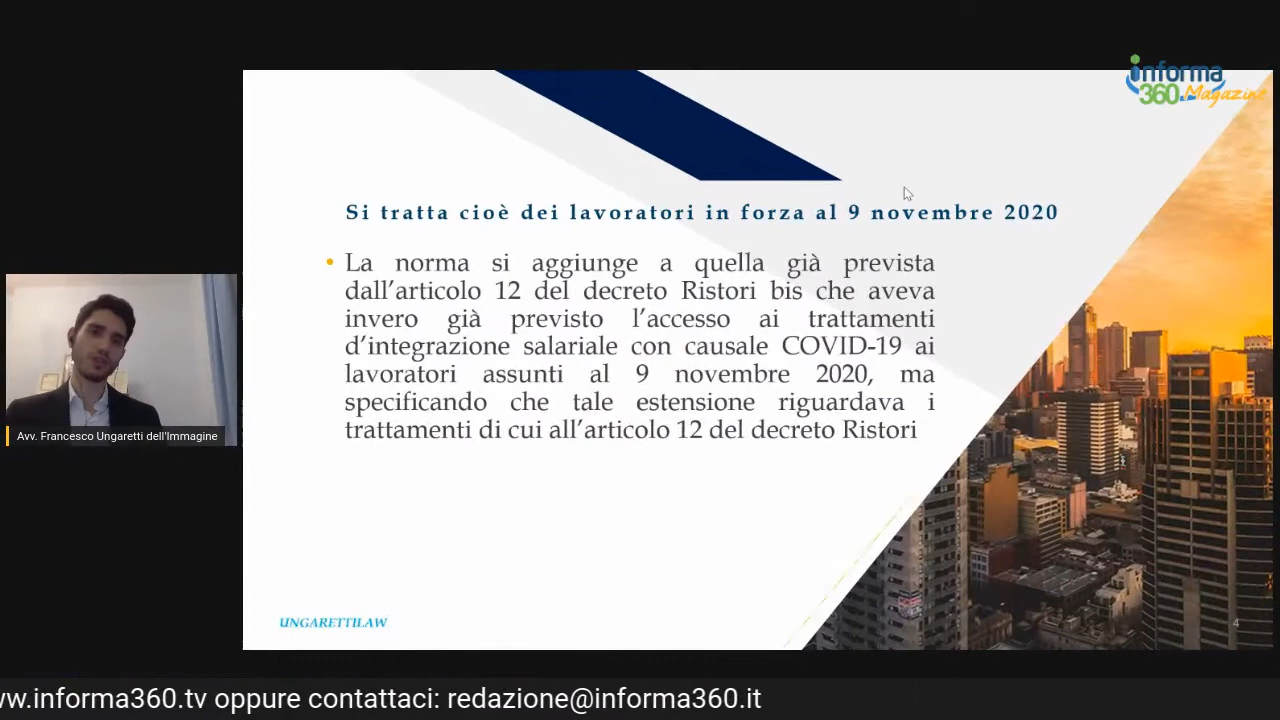 informa
360 Magazine
Si tratta cioè dei lavoratori in forza al 9 novembre 2020
• La norma si aggiunge a quella già prevista
dall’articolo 12 del decreto Ristori bis che aveva
invero già previsto l’accesso ai trattamenti
d’integrazione salariale con causale COVID-19 ai
lavoratori assunti al 9 novembre 2020, ma
specificando che tale estensione riguardava i
trattamenti di cui all’articolo 12 del decreto Ristori
Avv. Francesco Ungaretti dell'Immagine
UNGARETTILAW
4
ww.informa360.tv oppure contattaci: redazione@informa360.it